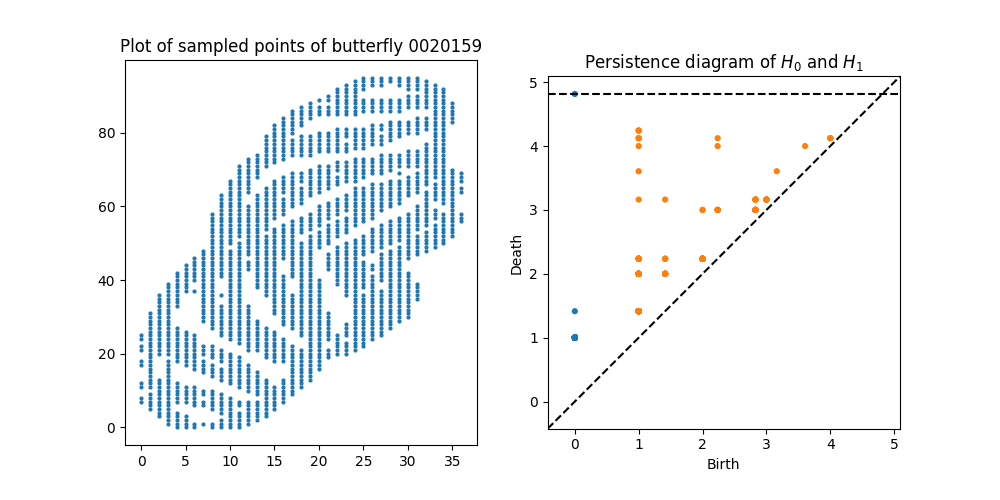 Plot of sampled points of butterfly 0020159
80
60
40
20
0
0 5 10 15 20 25 30 35
Persistence diagram of $H_0$ and $H_1$
5
4
3
2
1
0
Death
0 1 2 3 4 5
Birth